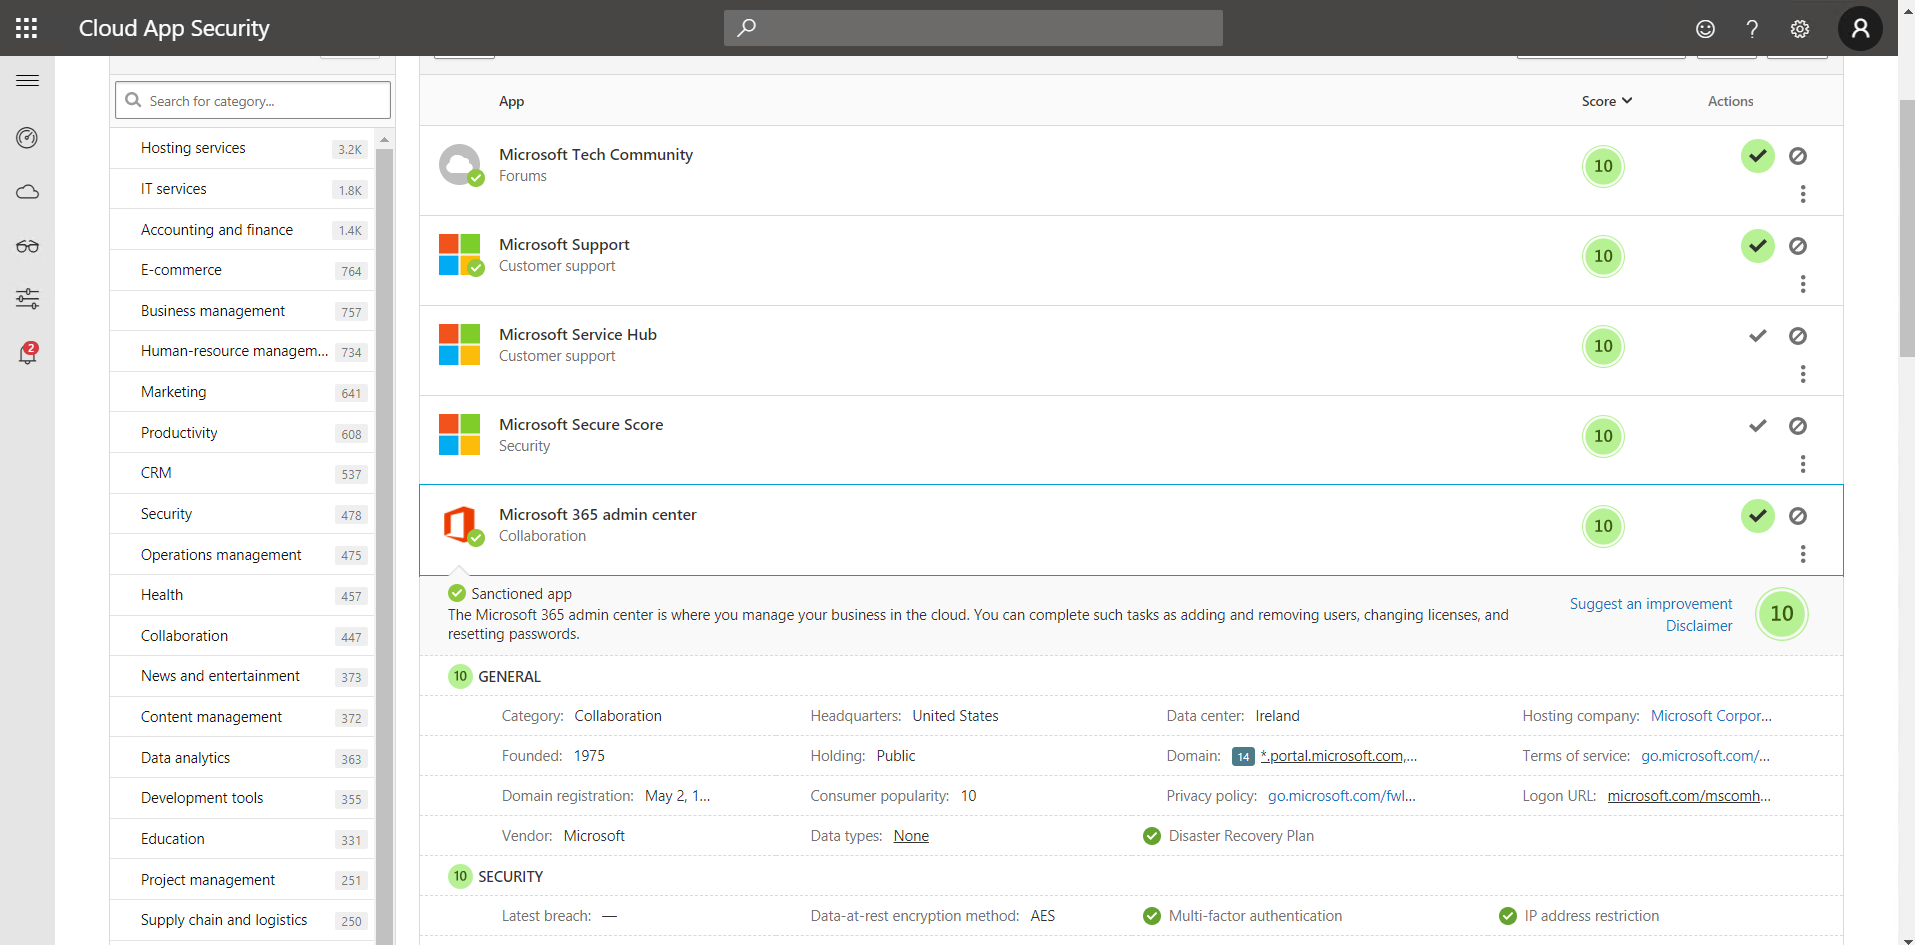 Cloud App Security
Search for category...
Hosting services 3.2K
IT services 1.8K
Accounting and finance 1.4K
E-commerce 764
Business management 757
Human-resource managem... 734
Marketing 641
Productivity 608
CRM 537
Security 478
Operations management 475
Health 457
Collaboration 447
News and entertainment 373
Content management 372
Data analytics 363
Development tools 355
Education 331
Project management 251
Supply chain and logistics 250
2
App Score Actions
Microsoft Tech Community
Forums
10
Microsoft Support
Customer support
10
Microsoft Service Hub
Customer support
10
Microsoft Secure Score
Security
10
Microsoft 365 admin center
Collaboration
10
Sanctioned app
The Microsoft 365 admin center is where you manage your business in the cloud. You can complete such tasks as adding and removing users, changing licenses, and
resetting passwords.
Suggest an improvement
Disclaimer
10
10 GENERAL
Category: Collaboration Headquarters: United States Data center: Ireland Hosting company: Microsoft Corpor...
Founded: 1975 Holding: Public Domain: 14 *.portal.microsoft.com,... Terms of service: go.microsoft.com/...
Domain registration: May 2, 1... Consumer popularity: 10 Privacy policy: go.microsoft.com/fwl... Logon URL: microsoft.com/mscomh...
Vendor: Microsoft Data types: None Disaster Recovery Plan
10 SECURITY
Latest breach: — Data-at-rest encryption method: AES Multi-factor authentication IP address restriction